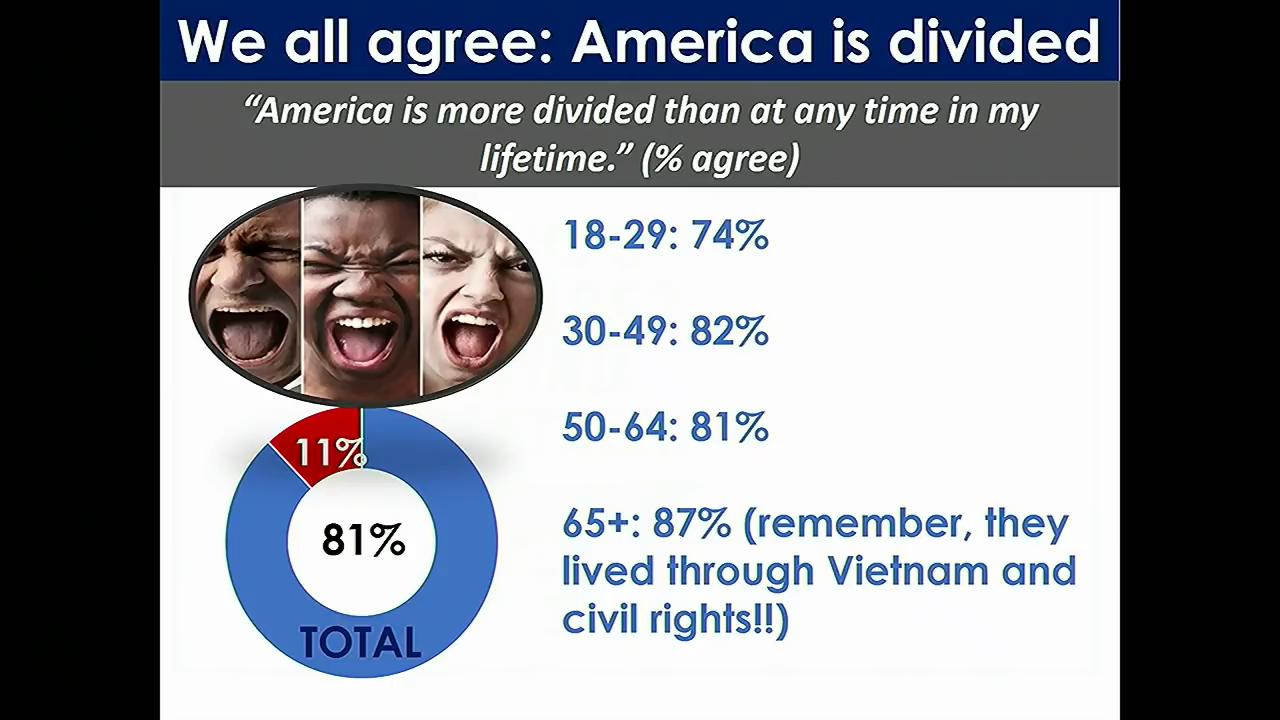 We all agree: America is divided
“America is more divided than at any time in my
lifetime.” (% agree)
18-29: 74%
30-49: 82%
50-64: 81%
65+: 87% (remember, they
lived through Vietnam and
civil rights!!)
11%
81%
TOTAL